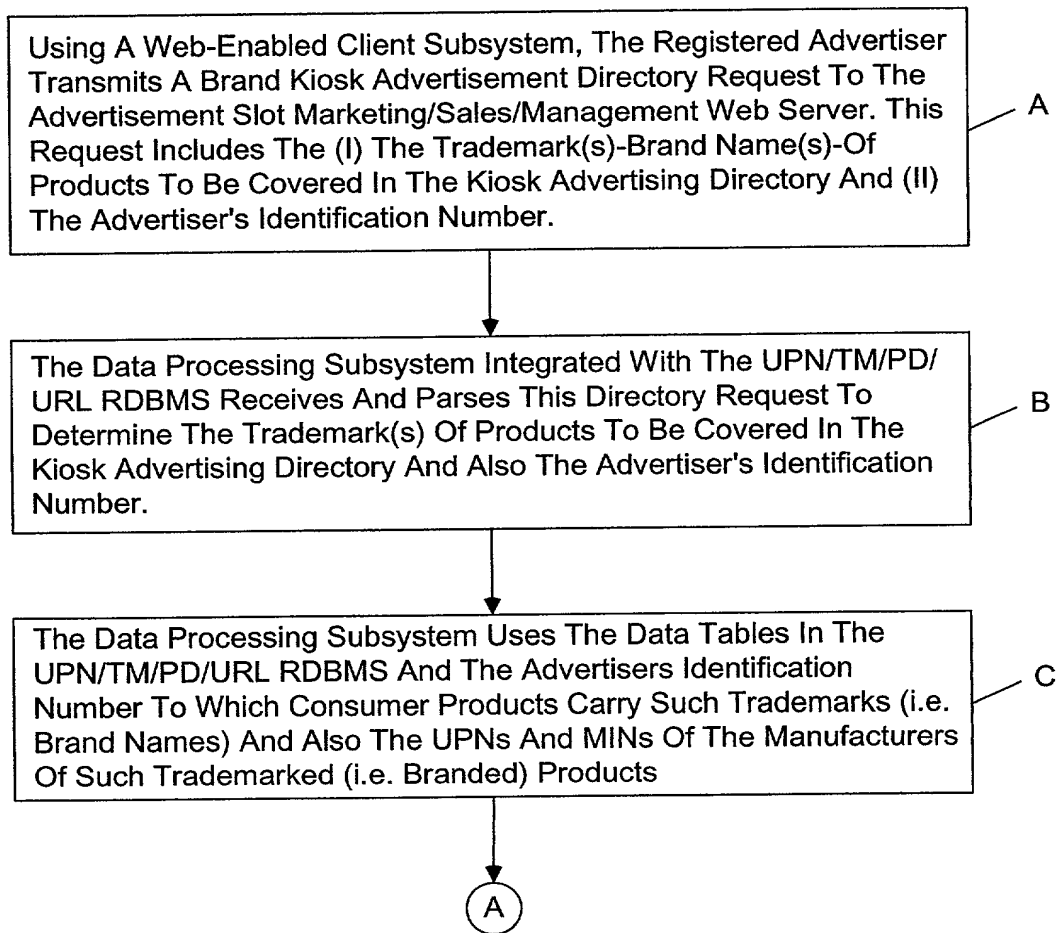 Using A Web-Enabled Client Subsystem, The Registered Advertiser
Transmits A Brand Kiosk Advertisement Directory Request To The
Advertisement Slot Marketing/Sales/Management Web Server. This
Request Includes The (I) The Trademark(s)-Brand Name(s)-Of
Products To Be Covered In The Kiosk Advertising Directory And (II)
The Advertiser's Identification Number.
A
The Data Processing Subsystem Integrated With The UPN/TM/PD/
URL RDBMS Receives And Parses This Directory Request To
Determine The Trademark(s) Of Products To Be Covered In The
Kiosk Advertising Directory And Also The Advertiser's Identification
Number.
B
The Data Processing Subsystem Uses The Data Tables In The
UPN/TM/PD/URL RDBMS And The Advertisers Identification
Number To Which Consumer Products Carry Such Trademarks (i.e.
Brand Names) And Also The UPNs And MINs Of The Manufacturers
Of Such Trademarked (i.e. Branded) Products
C
A